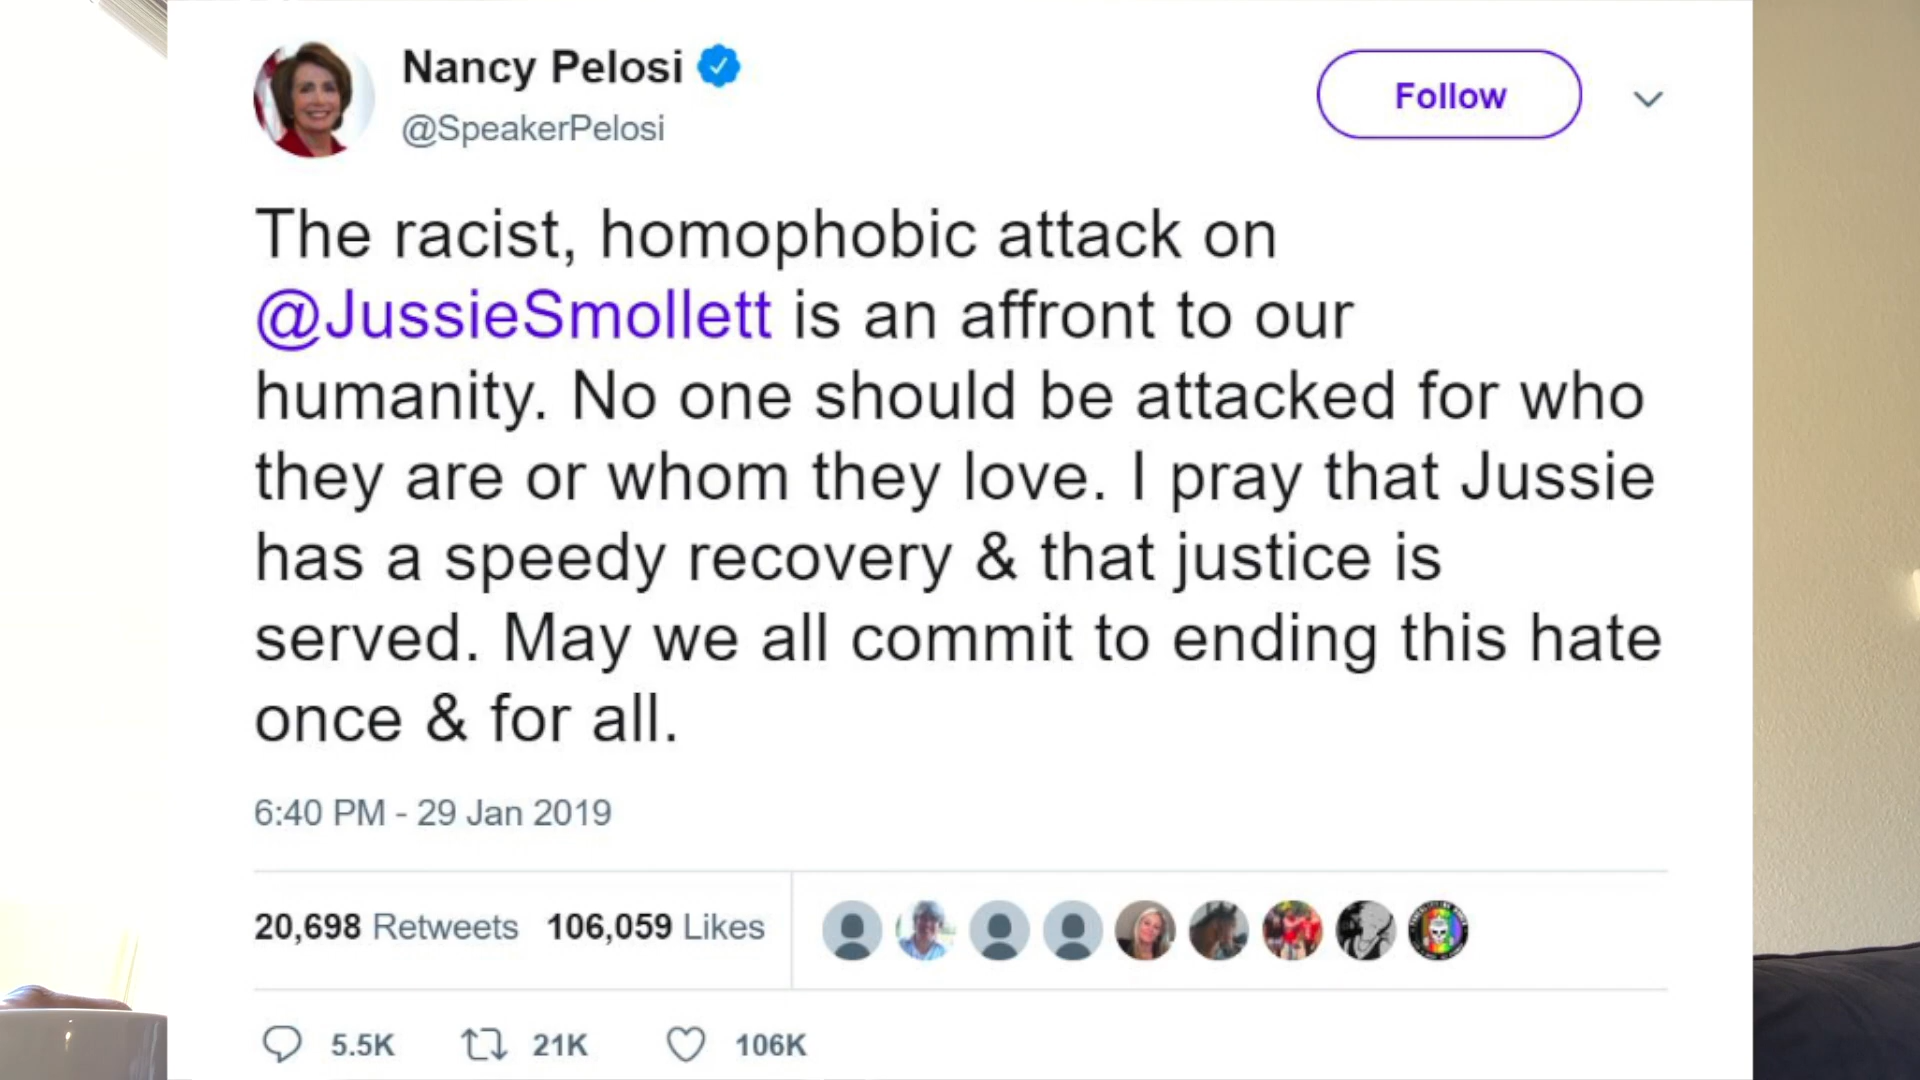 Nancy Pelosi
@SpeakerPelosi
Follow
The racist, homophobic attack on
@JussieSmollett is an affront to our
humanity. No one should be attacked for who
they are or whom they love. I pray that Jussie
has a speedy recovery & that justice is
served. May we all commit to ending this hate
once & for all.
6:40 PM - 29 Jan 2019
20,698 Retweets 106,059 Likes
5.5K 21K 106K